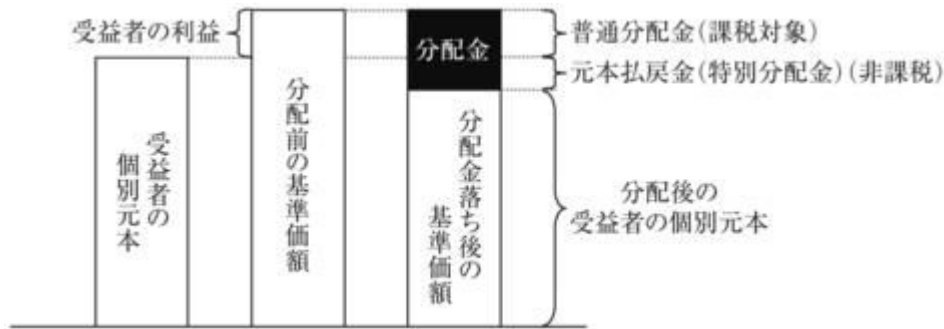 受益者の利益
分配金
普通分配金(課税対象)
元本払戻金(特別分配金)(非課税)
受益者の
個別元本
分配前の基準価額
分配金落ち後の
基準価額
分配後の
受益者の個別元本